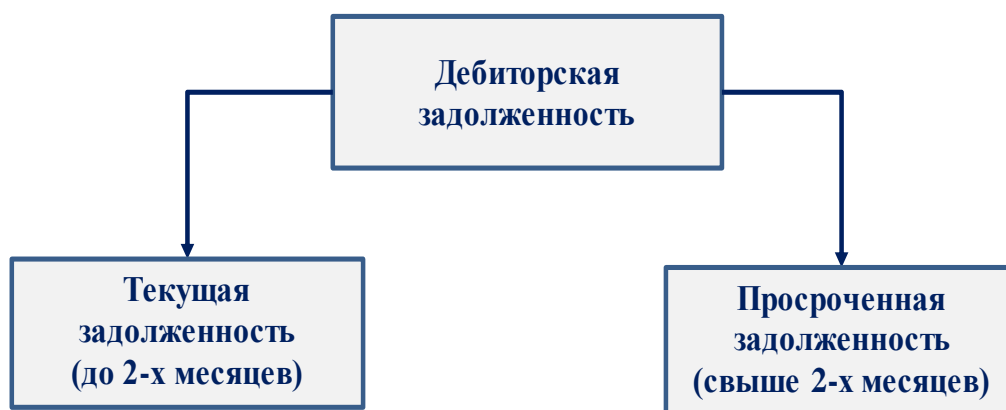 Дебиторская
задолженность
Текущая
задолженность
(до 2-х месяцев)
Просроченная
задолженность
(свыше 2-х месяцев)